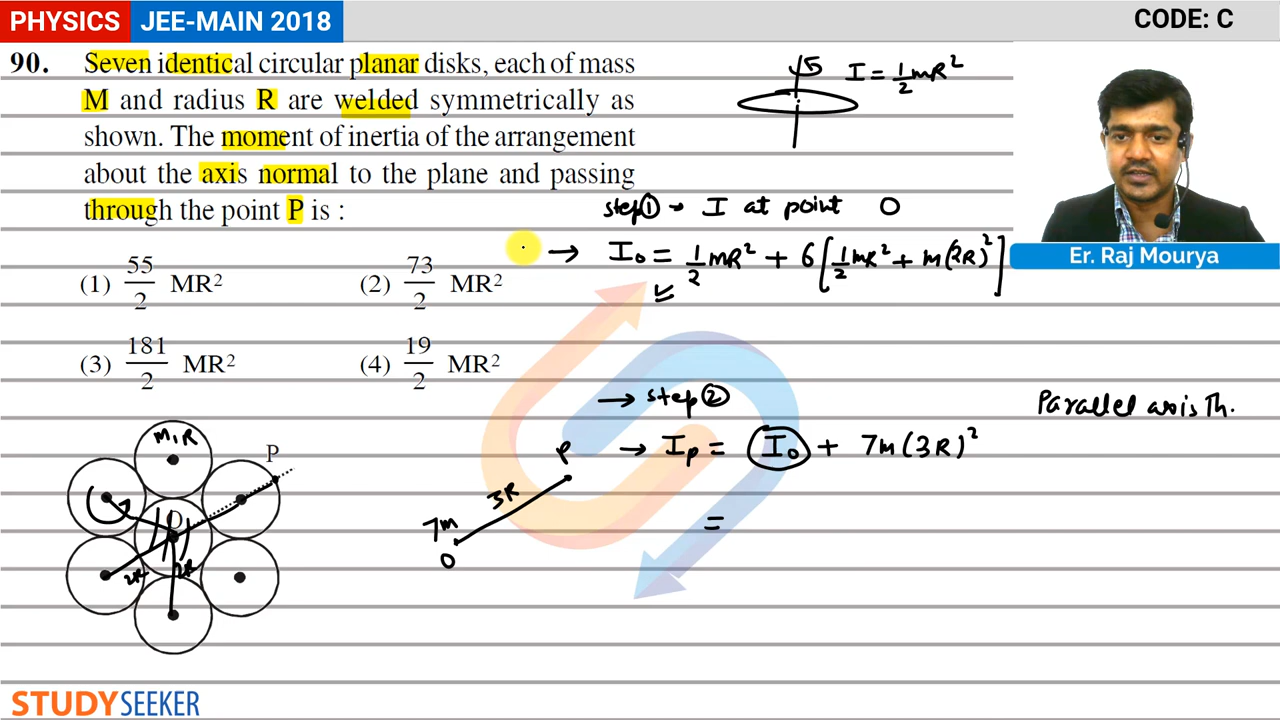 PHYSICS JEE-MAIN 2018
CODE: C
90. Seven identical circular planar disks, each of mass
M and radius R are welded symmetrically as
shown. The moment of inertia of the arrangement
about the axis normal to the plane and passing
through the point P is :
(1) 55/2 MR²
(2) 73/2 MR²
(3) 181/2 MR²
(4) 19/2 MR²
I = 1/2 mR²
step ① → I at point O
→ I₀ = 1/2 mR² + 6[1/2 mR² + m(2R)²]
Er. Raj Mourya
→ step ②
Parallel axis Th.
→ Iₚ = I₀ + 7m(3R)²
=
M,R
P
O
2R
2R
P
3R
7m
O
STUDYSEEKER